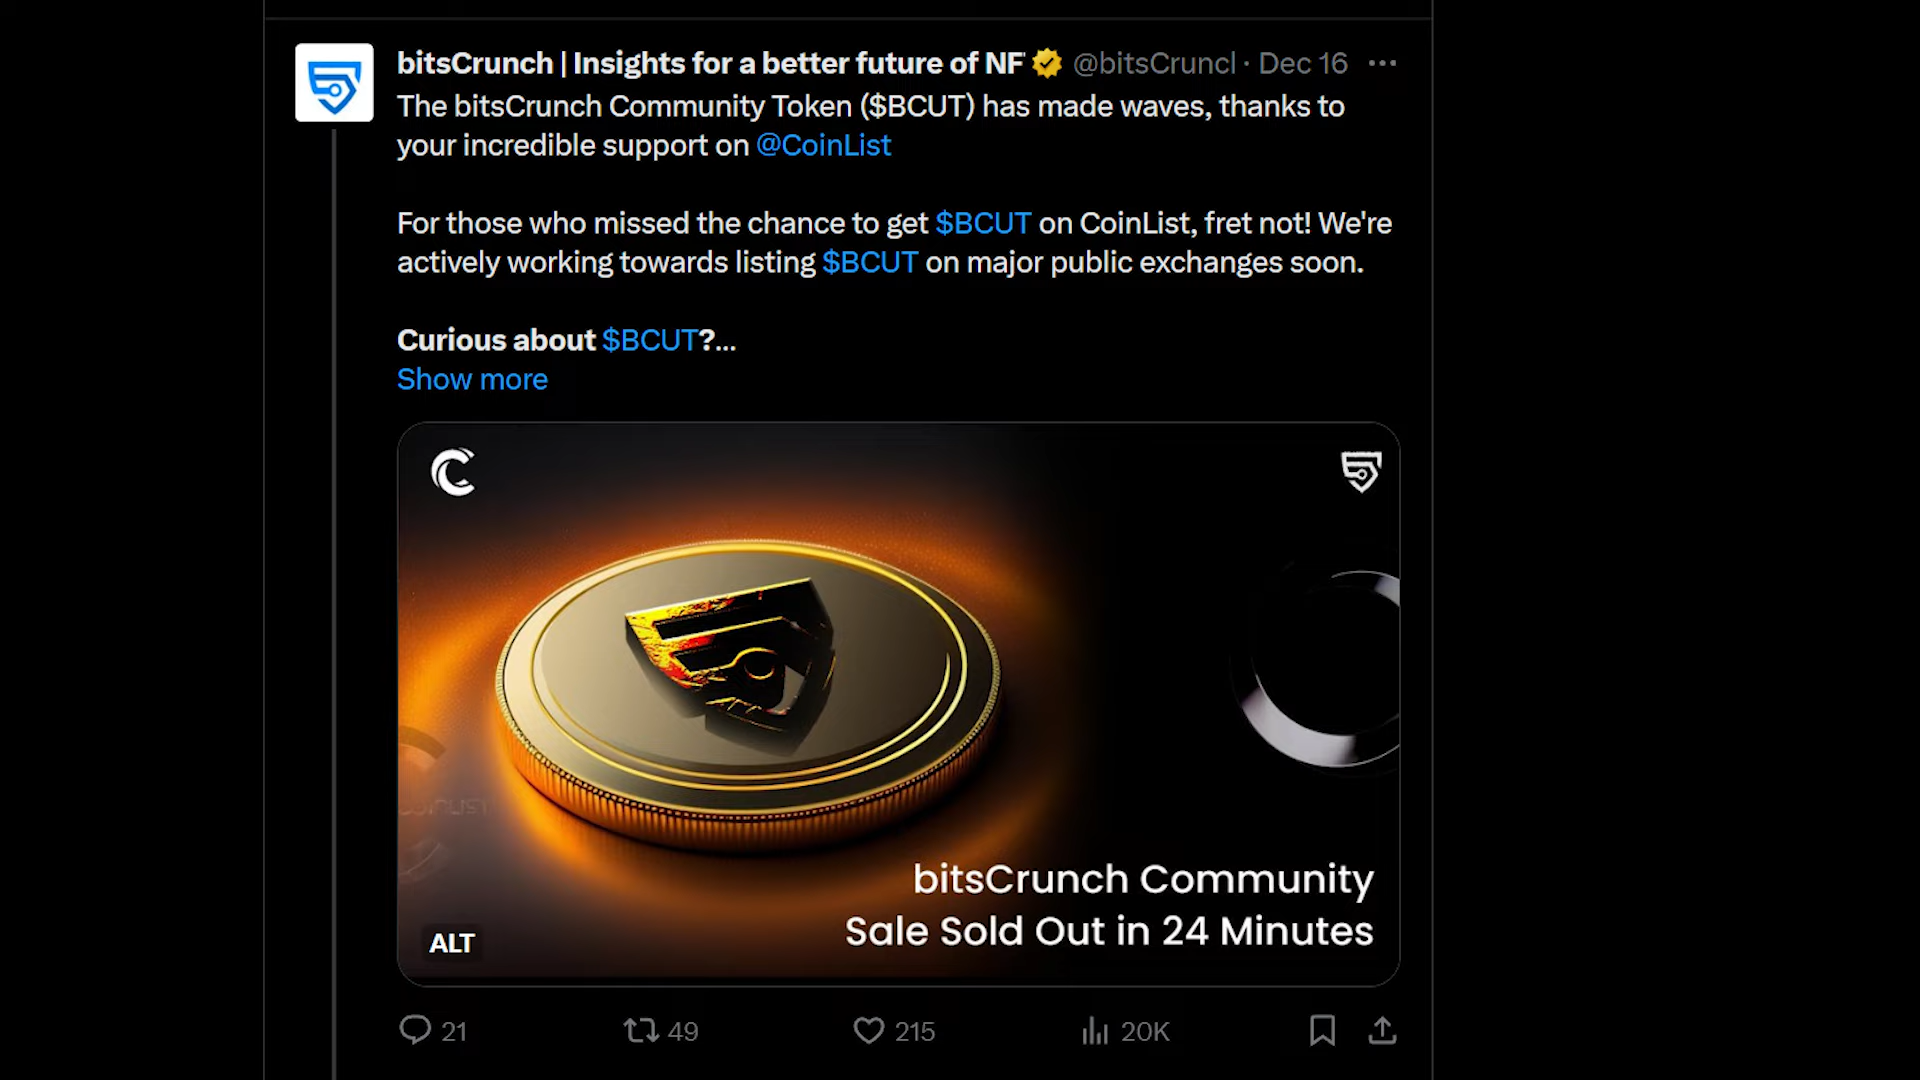 bitsCrunch | Insights for a better future of NF @bitsCruncl · Dec 16
The bitsCrunch Community Token ($BCUT) has made waves, thanks to
your incredible support on @CoinList
For those who missed the chance to get $BCUT on CoinList, fret not! We're
actively working towards listing $BCUT on major public exchanges soon.
Curious about $BCUT?...
Show more
COINLIST
bitsCrunch Community
Sale Sold Out in 24 Minutes
ALT
21 49 215 20K